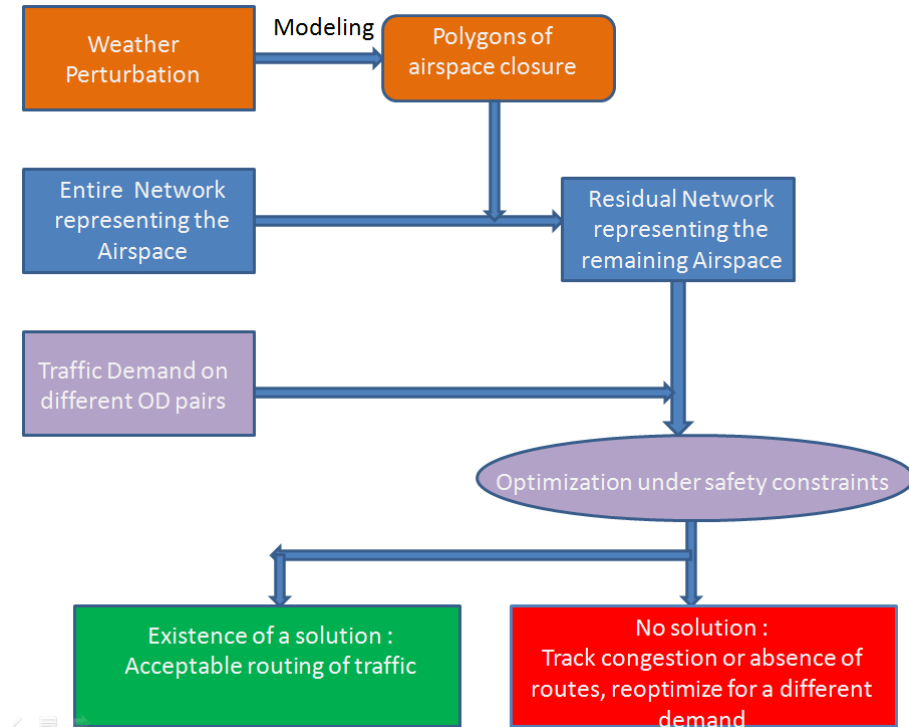 Weather
Perturbation
Modeling
Polygons of
airspace closure
Entire Network
representing the
Airspace
Residual Network
representing the
remaining Airspace
Traffic Demand on
different OD pairs
Optimization under safety constraints
Existence of a solution :
Acceptable routing of traffic
No solution :
Track congestion or absence of
routes, reoptimize for a different
demand